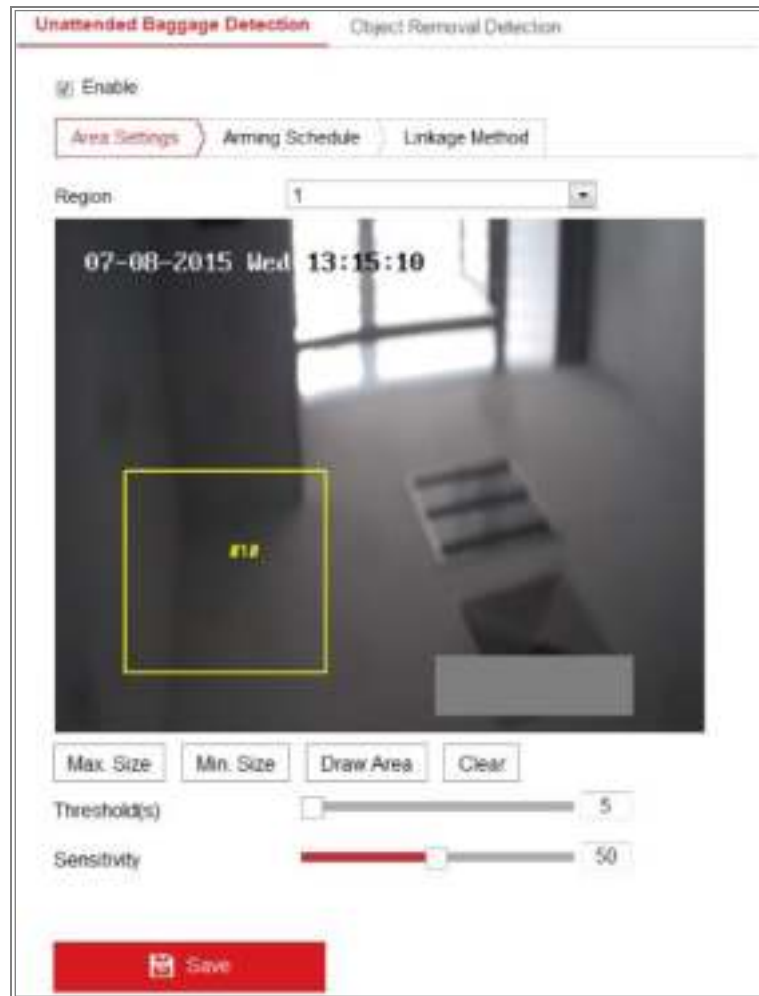 Unattended Baggage Detection Object Removal Detection
Enable
Area Settings Arming Schedule Linkage Method
Region 1
07-08-2015 Wed 13:15:10
#1#
Max. Size Min. Size Draw Area Clear
Threshold(s) 5
Sensitivity 50
Save